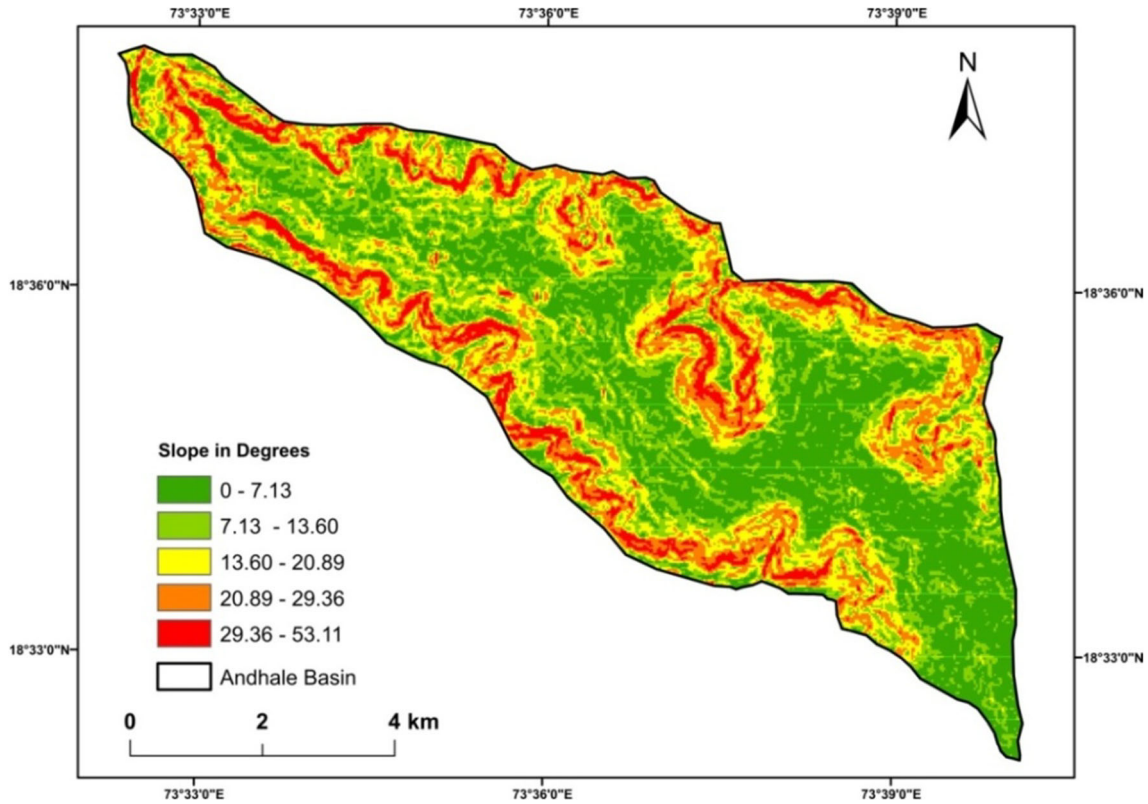 73°33'0"E 73°36'0"E 73°39'0"E
N
18°36'0"N 18°36'0"N
Slope in Degrees
0 - 7.13
7.13 - 13.60
13.60 - 20.89
20.89 - 29.36
29.36 - 53.11
18°33'0"N 18°33'0"N
Andhale Basin
0 2 4 km
73°33'0"E 73°36'0"E 73°39'0"E